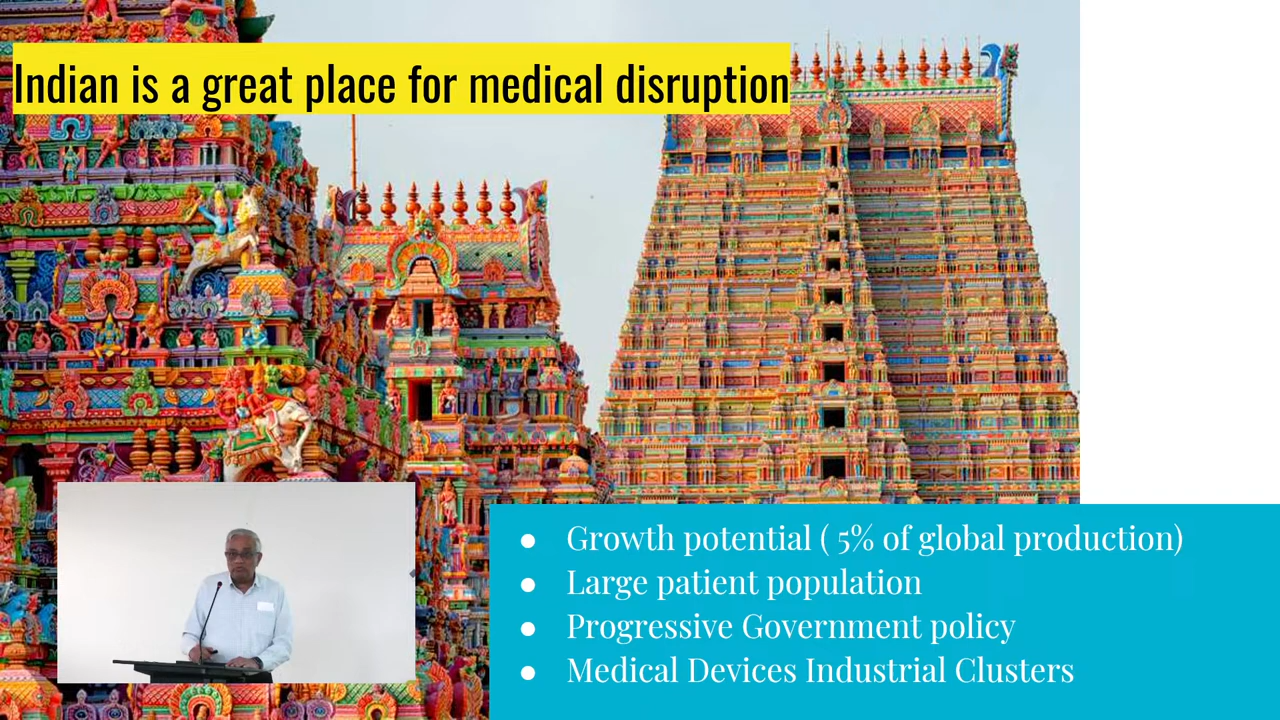 Indian is a great place for medical disruption
● Growth potential ( 5% of global production)
● Large patient population
● Progressive Government policy
● Medical Devices Industrial Clusters